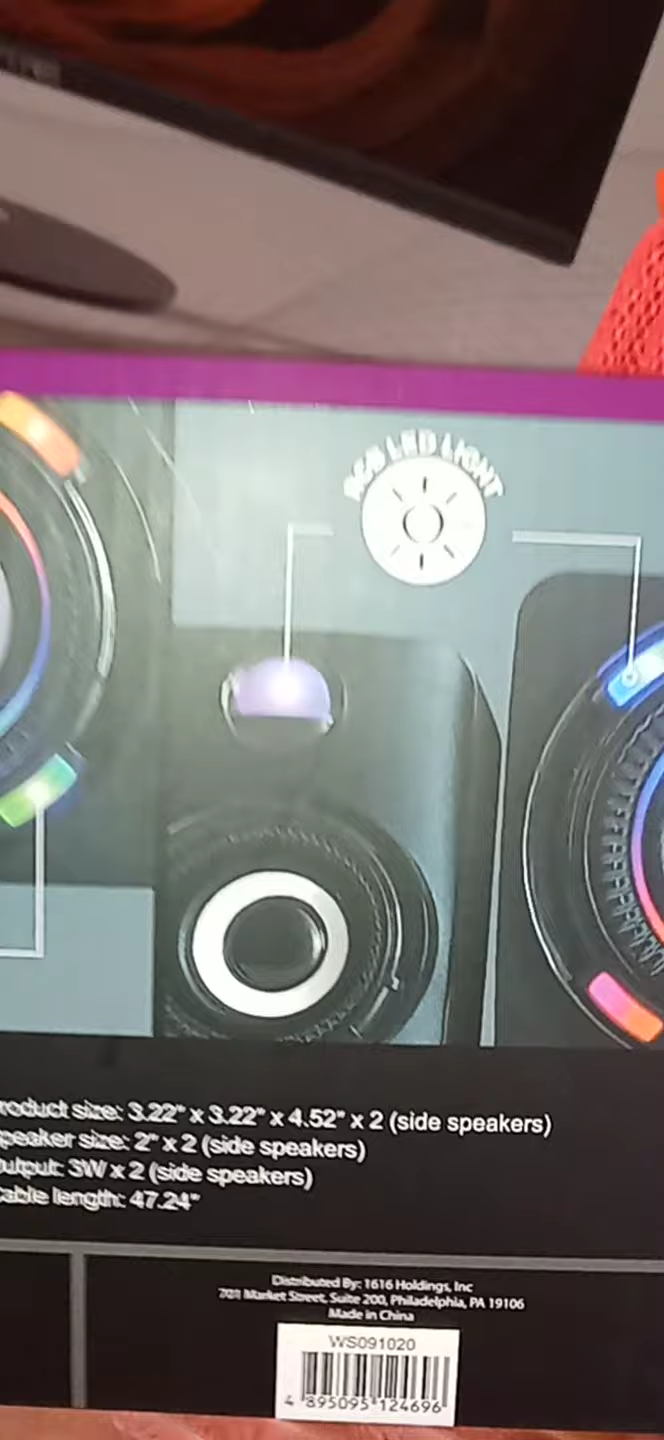 RGB LED LIGHT
roduct size: 3.22" x 3.22" x 4.52" x 2 (side speakers)
peaker size: 2" x 2 (side speakers)
utput: 3W x 2 (side speakers)
able length: 47.24"
Distributed By: 1616 Holdings, Inc
Market Street, Suite 200, Philadelphia, PA 19106
Made in China
WS091020
4 895095 124696